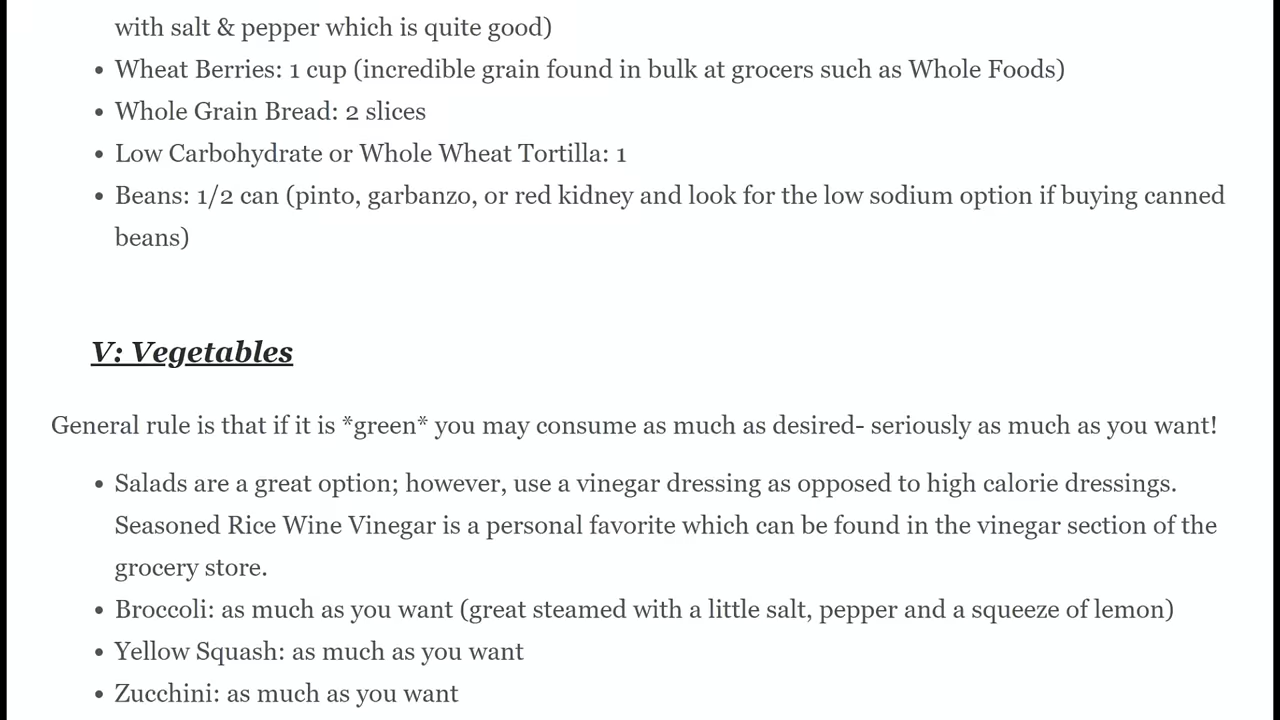 with salt & pepper which is quite good)
• Wheat Berries: 1 cup (incredible grain found in bulk at grocers such as Whole Foods)
• Whole Grain Bread: 2 slices
• Low Carbohydrate or Whole Wheat Tortilla: 1
• Beans: 1/2 can (pinto, garbanzo, or red kidney and look for the low sodium option if buying canned
beans)
V: Vegetables
General rule is that if it is *green* you may consume as much as desired- seriously as much as you want!
• Salads are a great option; however, use a vinegar dressing as opposed to high calorie dressings.
Seasoned Rice Wine Vinegar is a personal favorite which can be found in the vinegar section of the
grocery store.
• Broccoli: as much as you want (great steamed with a little salt, pepper and a squeeze of lemon)
• Yellow Squash: as much as you want
• Zucchini: as much as you want